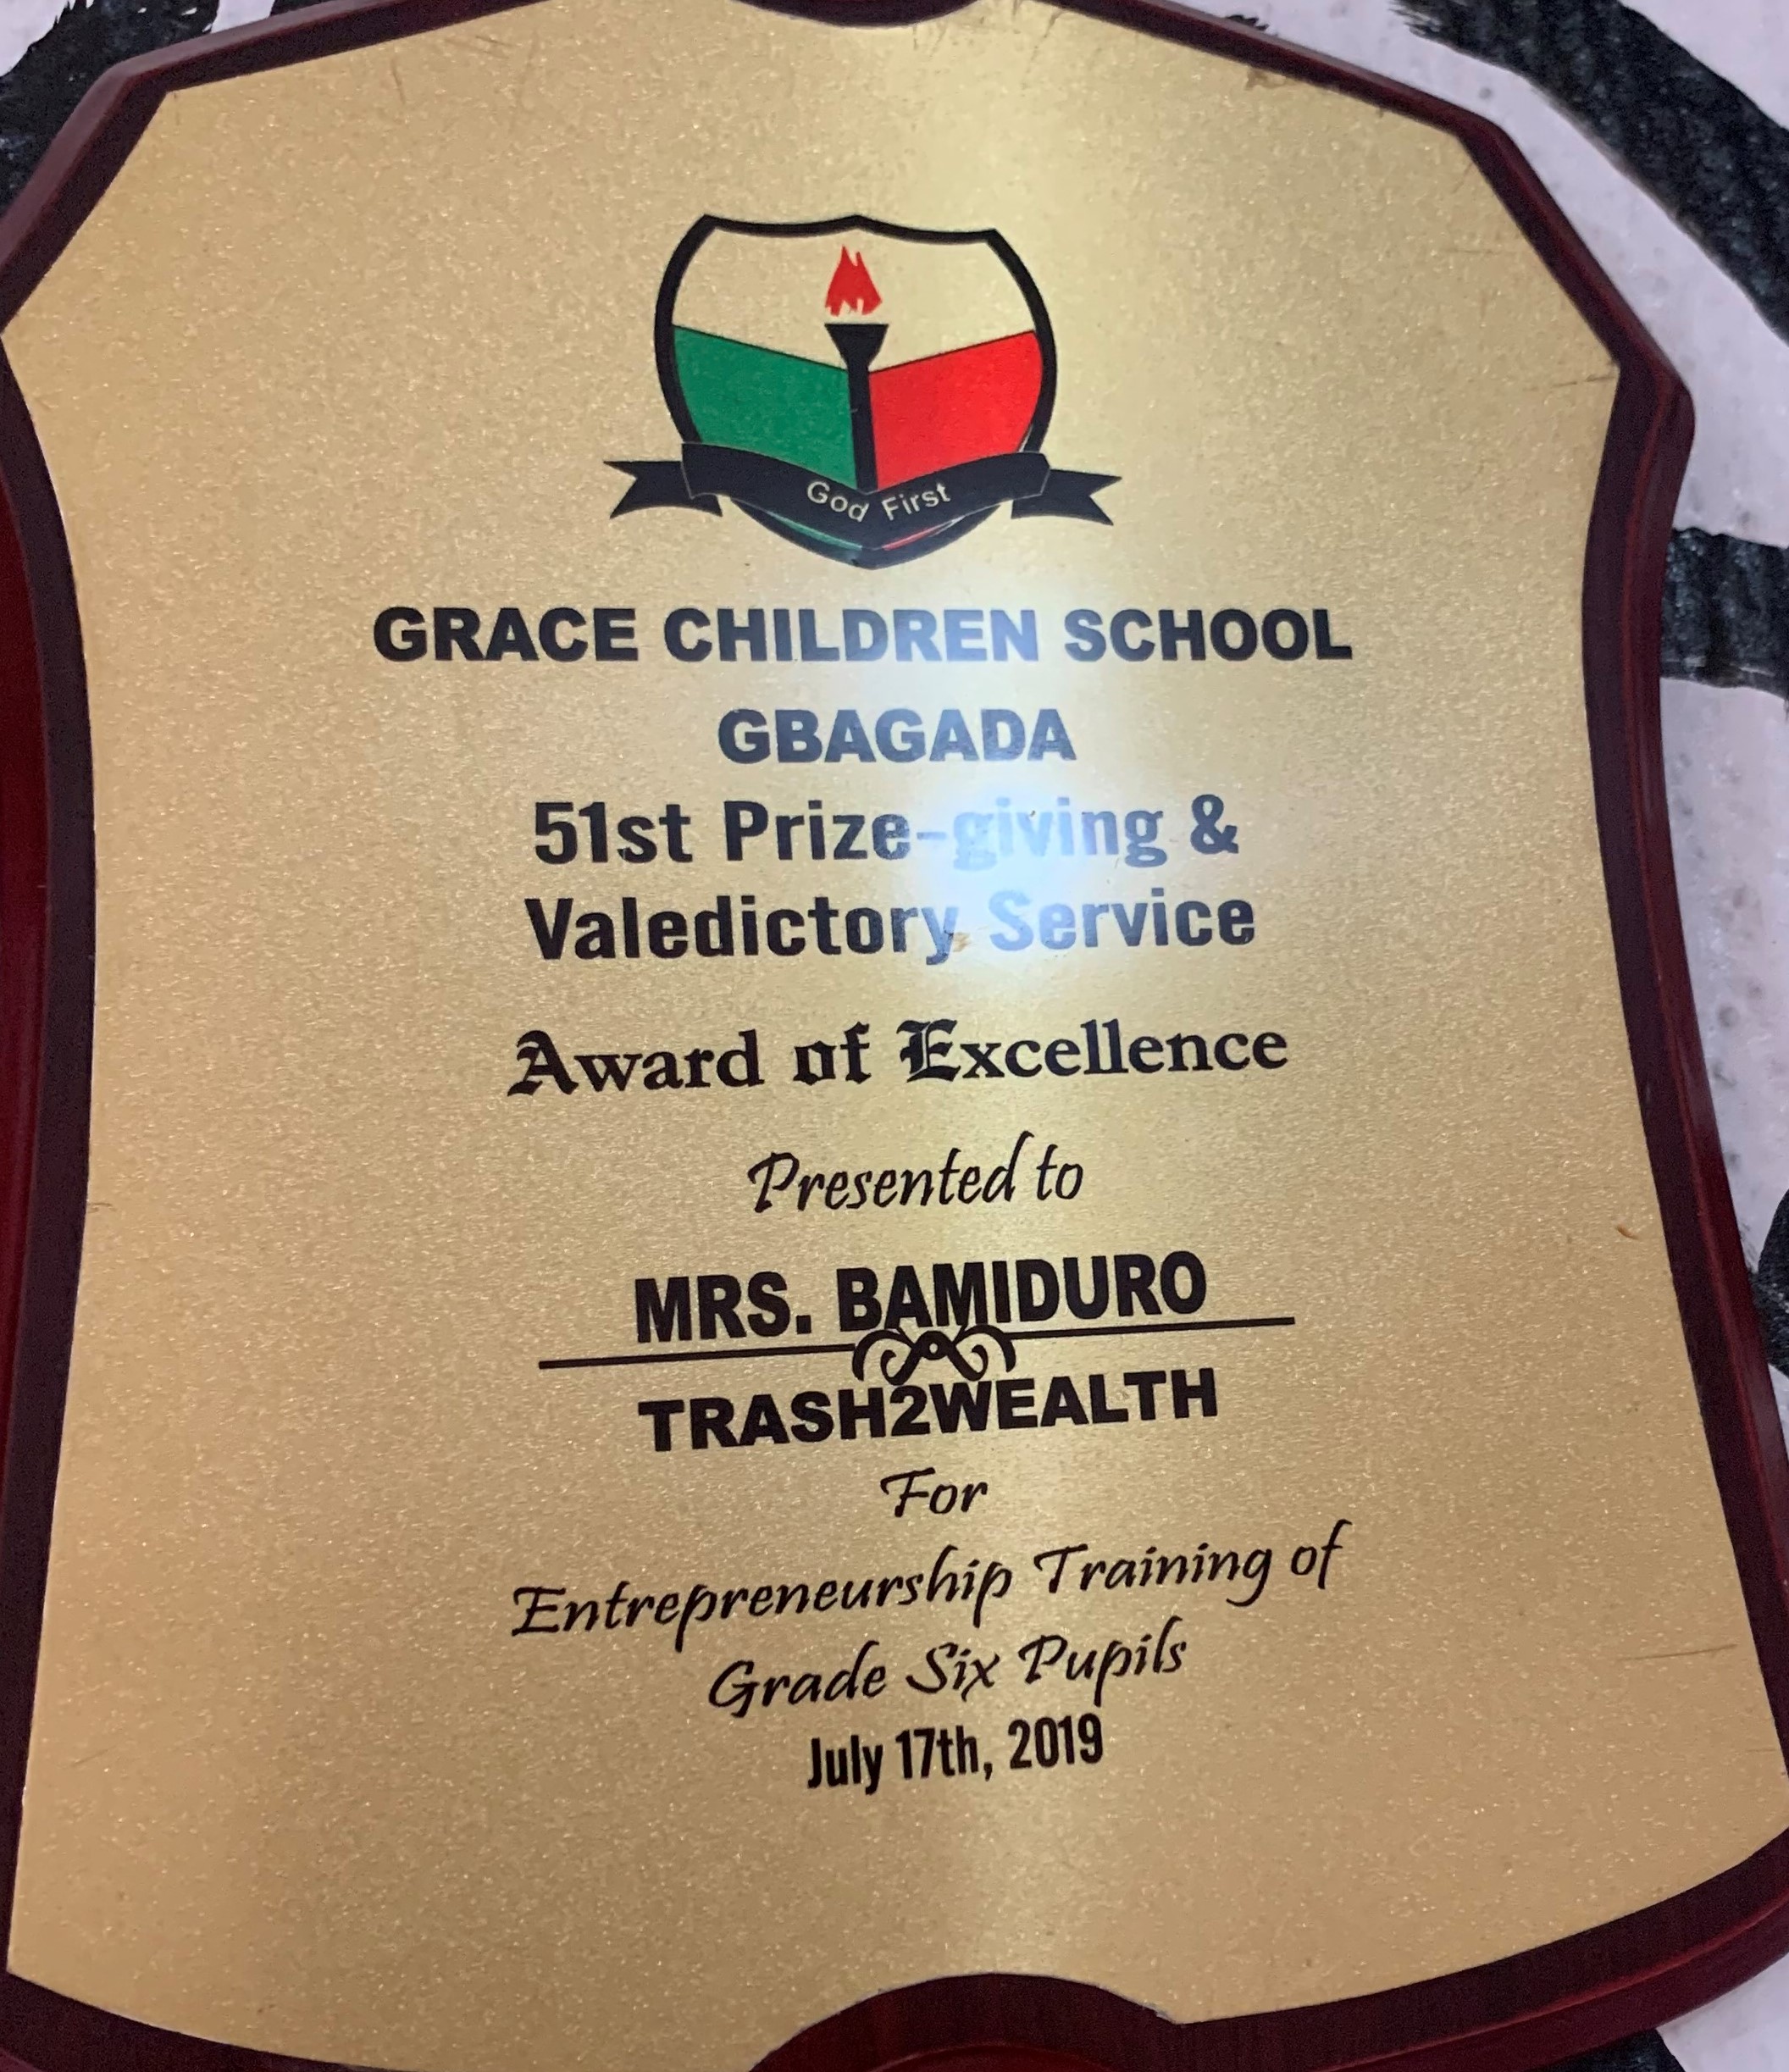 God First
GRACE CHILDREN SCHOOL
GBAGADA
51st Prize-giving &
Valedictory Service
Award of Excellence
Presented to
MRS. BAMIDURO
TRASH2WEALTH
For
Entrepreneurship Training of
Grade Six Pupils
July 17th, 2019